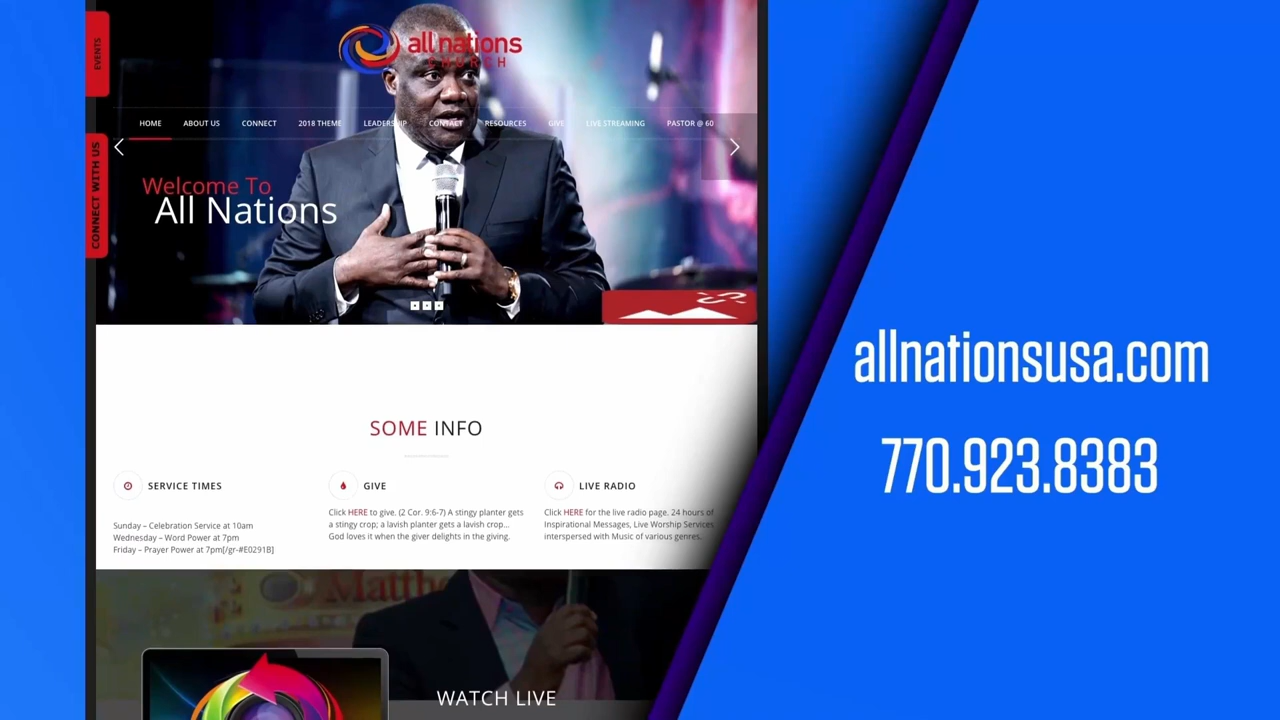 EVENTS
CONNECT WITH US
all nations
CHURCH
HOME ABOUT US CONNECT 2018 THEME LEADERSHIP CONTACT RESOURCES GIVE LIVE STREAMING PASTOR @ 60
Welcome To
All Nations
SOME INFO
SERVICE TIMES
Sunday – Celebration Service at 10am
Wednesday – Word Power at 7pm
Friday – Prayer Power at 7pm[/gr-#E0291B]
GIVE
Click HERE to give. (2 Cor. 9:6-7) A stingy planter gets
a stingy crop; a lavish planter gets a lavish crop...
God loves it when the giver delights in the giving.
LIVE RADIO
Click HERE for the live radio page. 24 hours of
Inspirational Messages, Live Worship Services
interspersed with Music of various genres.
WATCH LIVE
allnationsusa.com
770.923.8383